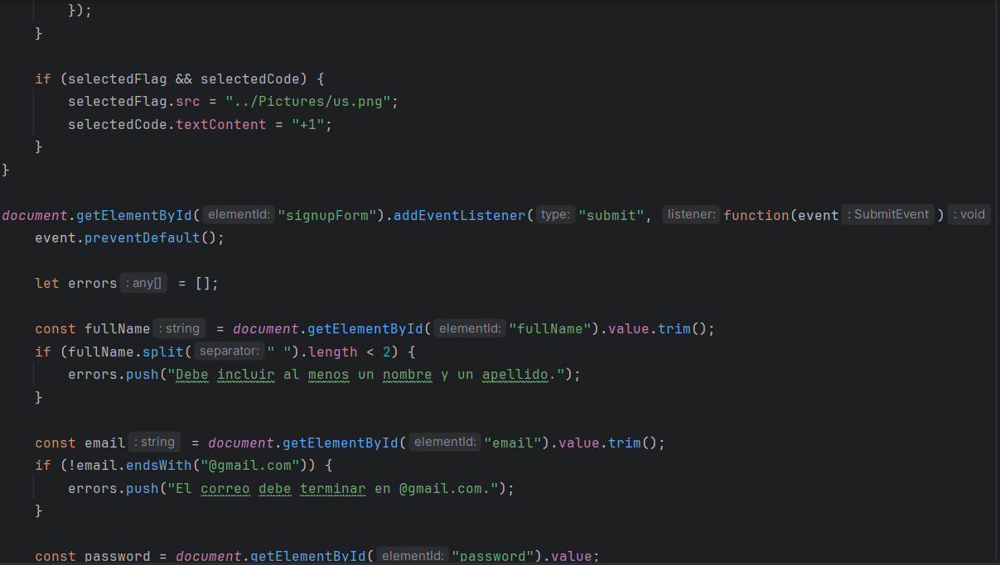 });
}
if (selectedFlag && selectedCode) {
selectedFlag.src = "../Pictures/us.png";
selectedCode.textContent = "+1";
}
}
document.getElementById( elementId: "signupForm").addEventListener( type: "submit", listener: function(event : SubmitEvent ) : void
event.preventDefault();
let errors : any[] = [];
const fullName : string = document.getElementById( elementId: "fullName").value.trim();
if (fullName.split( separator: " ").length < 2) {
errors.push("Debe incluir al menos un nombre y un apellido.");
}
const email : string = document.getElementById( elementId: "email").value.trim();
if (!email.endsWith("@gmail.com")) {
errors.push("El correo debe terminar en @gmail.com.");
}
const password = document.getElementById( elementId: "password").value;